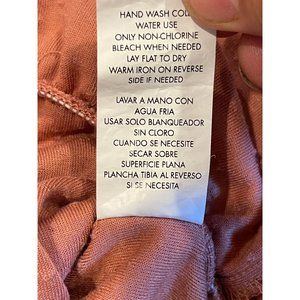 HAND WASH COLD
WATER USE
ONLY NON-CHLORINE
BLEACH WHEN NEEDED
LAY FLAT TO DRY
WARM IRON ON REVERSE
SIDE IF NEEDED
LAVAR A MANO CON
AGUA FRIA
USAR SOLO BLANQUEADOR
SIN CLORO
CUANDO SE NECESITE
SECAR SOBRE
SUPERFICIE PLANA
PLANCHA TIBIA AL REVERSO
SI SE NECESITA